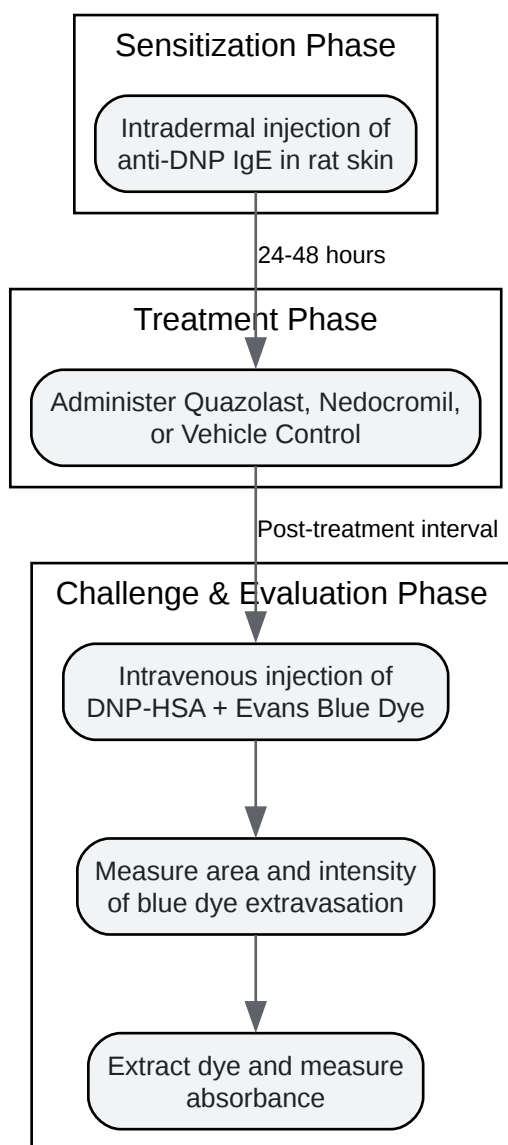 Sensitization Phase
Intradermal injection of
anti-DNP IgE in rat skin
24-48 hours
Treatment Phase
Administer Quazolast, Nedocromil,
or Vehicle Control
Post-treatment interval
Challenge & Evaluation Phase
Intravenous injection of
DNP-HSA + Evans Blue Dye
Measure area and intensity
of blue dye extravasation
Extract dye and measure
absorbance